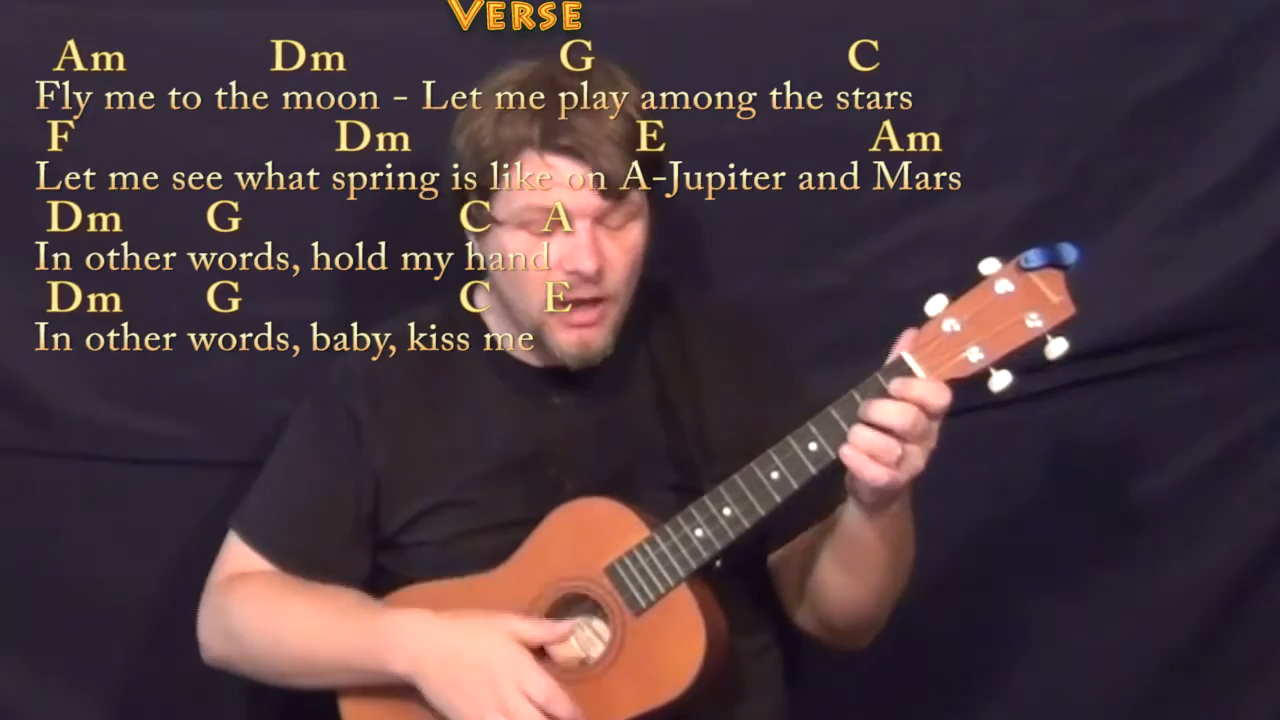 VERSE
Am Dm G C
Fly me to the moon - Let me play among the stars
F Dm E Am
Let me see what spring is like on A-Jupiter and Mars
Dm G C A
In other words, hold my hand
Dm G C E
In other words, baby, kiss me